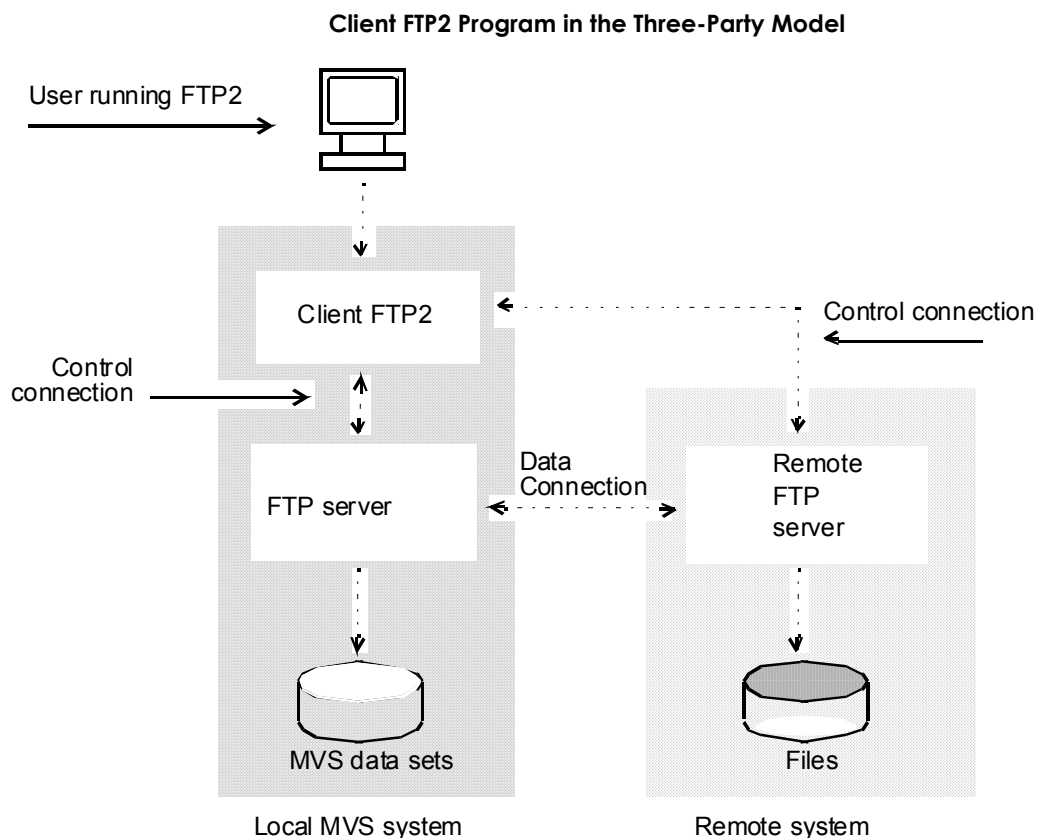 Client FTP2 Program in the Three-Party Model
User running FTP2
Client FTP2
Control connection
Control
connection
Data
Connection
FTP server
Remote
FTP
server
MVS data sets
Files
Local MVS system
Remote system